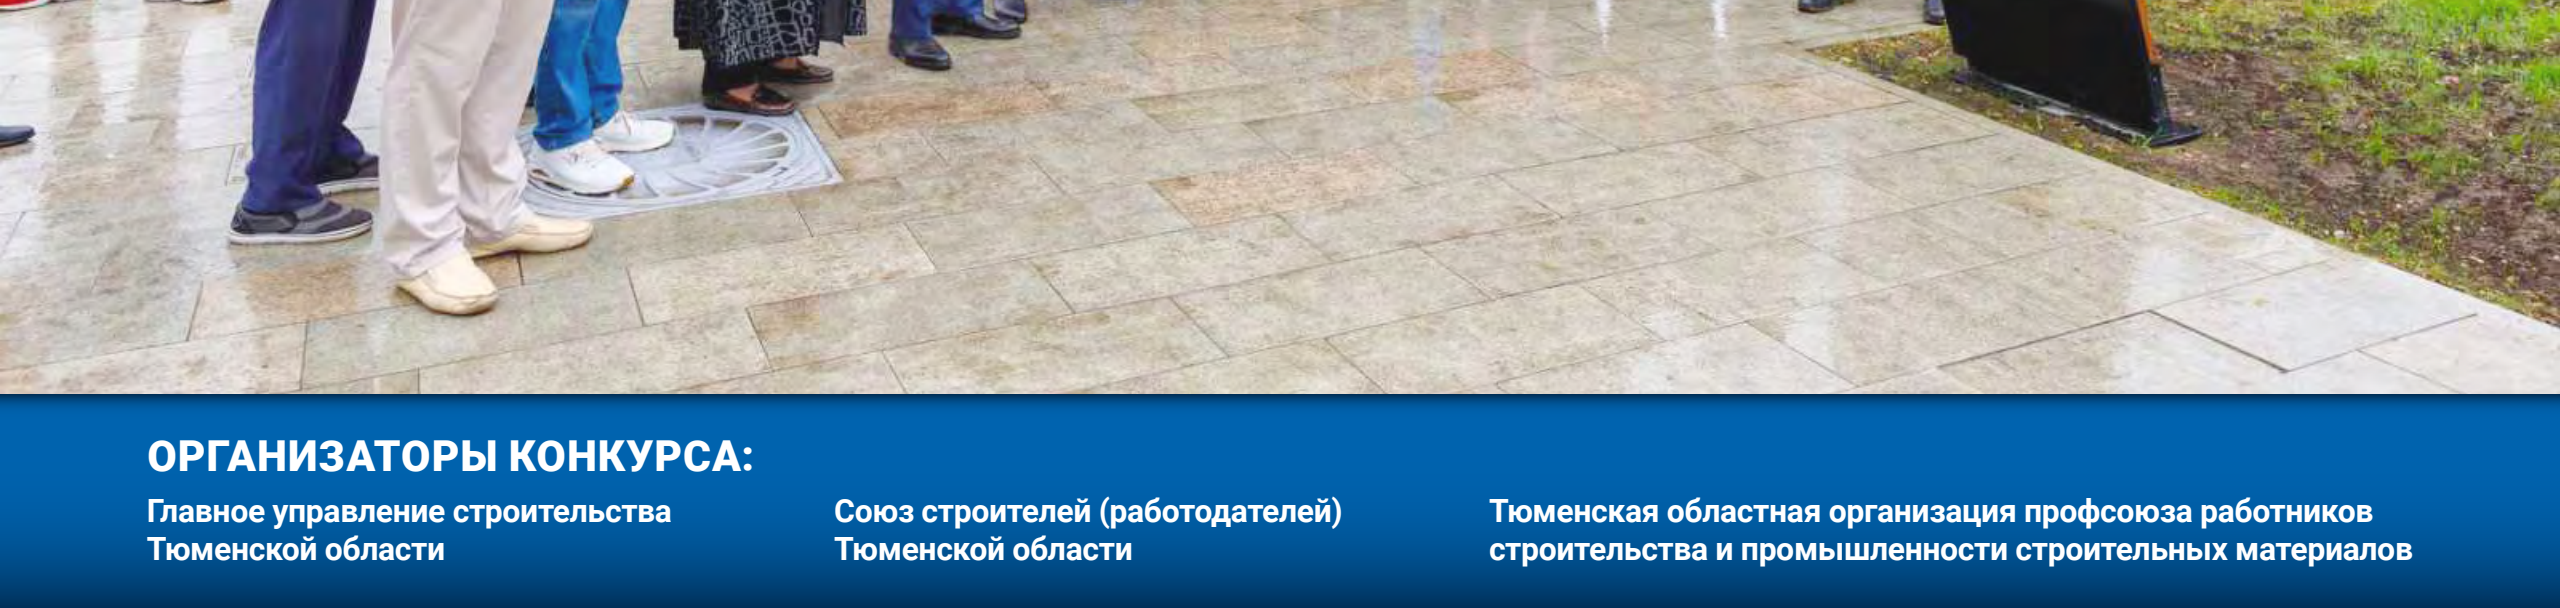 ОРГАНИЗАТОРЫ КОНКУРСА:
Главное управление строительства
Тюменской области
Союз строителей (работодателей)
Тюменской области
Тюменская областная организация профсоюза работников
строительства и промышленности строительных материалов